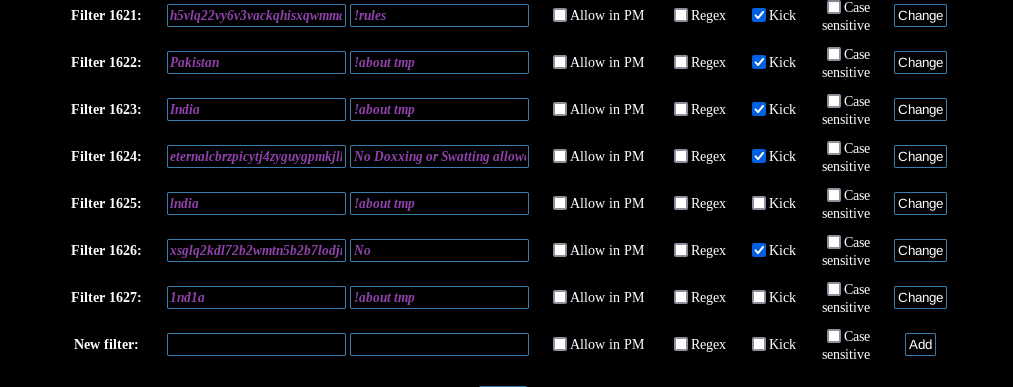 Filter 1621: h5vlq22vy6v3vackqhisxqwmm !rules Allow in PM Regex Kick Case sensitive Change
Filter 1622: Pakistan !about tmp Allow in PM Regex Kick Case sensitive Change
Filter 1623: India !about tmp Allow in PM Regex Kick Case sensitive Change
Filter 1624: eternalcbrzpicytj4zyguygpmkjl No Doxxing or Swatting allow Allow in PM Regex Kick Case sensitive Change
Filter 1625: lndia !about tmp Allow in PM Regex Kick Case sensitive Change
Filter 1626: xsglq2kdl72b2wmtn5b2b7lodj No Allow in PM Regex Kick Case sensitive Change
Filter 1627: 1nd1a !about tmp Allow in PM Regex Kick Case sensitive Change
New filter: Allow in PM Regex Kick Case sensitive Add